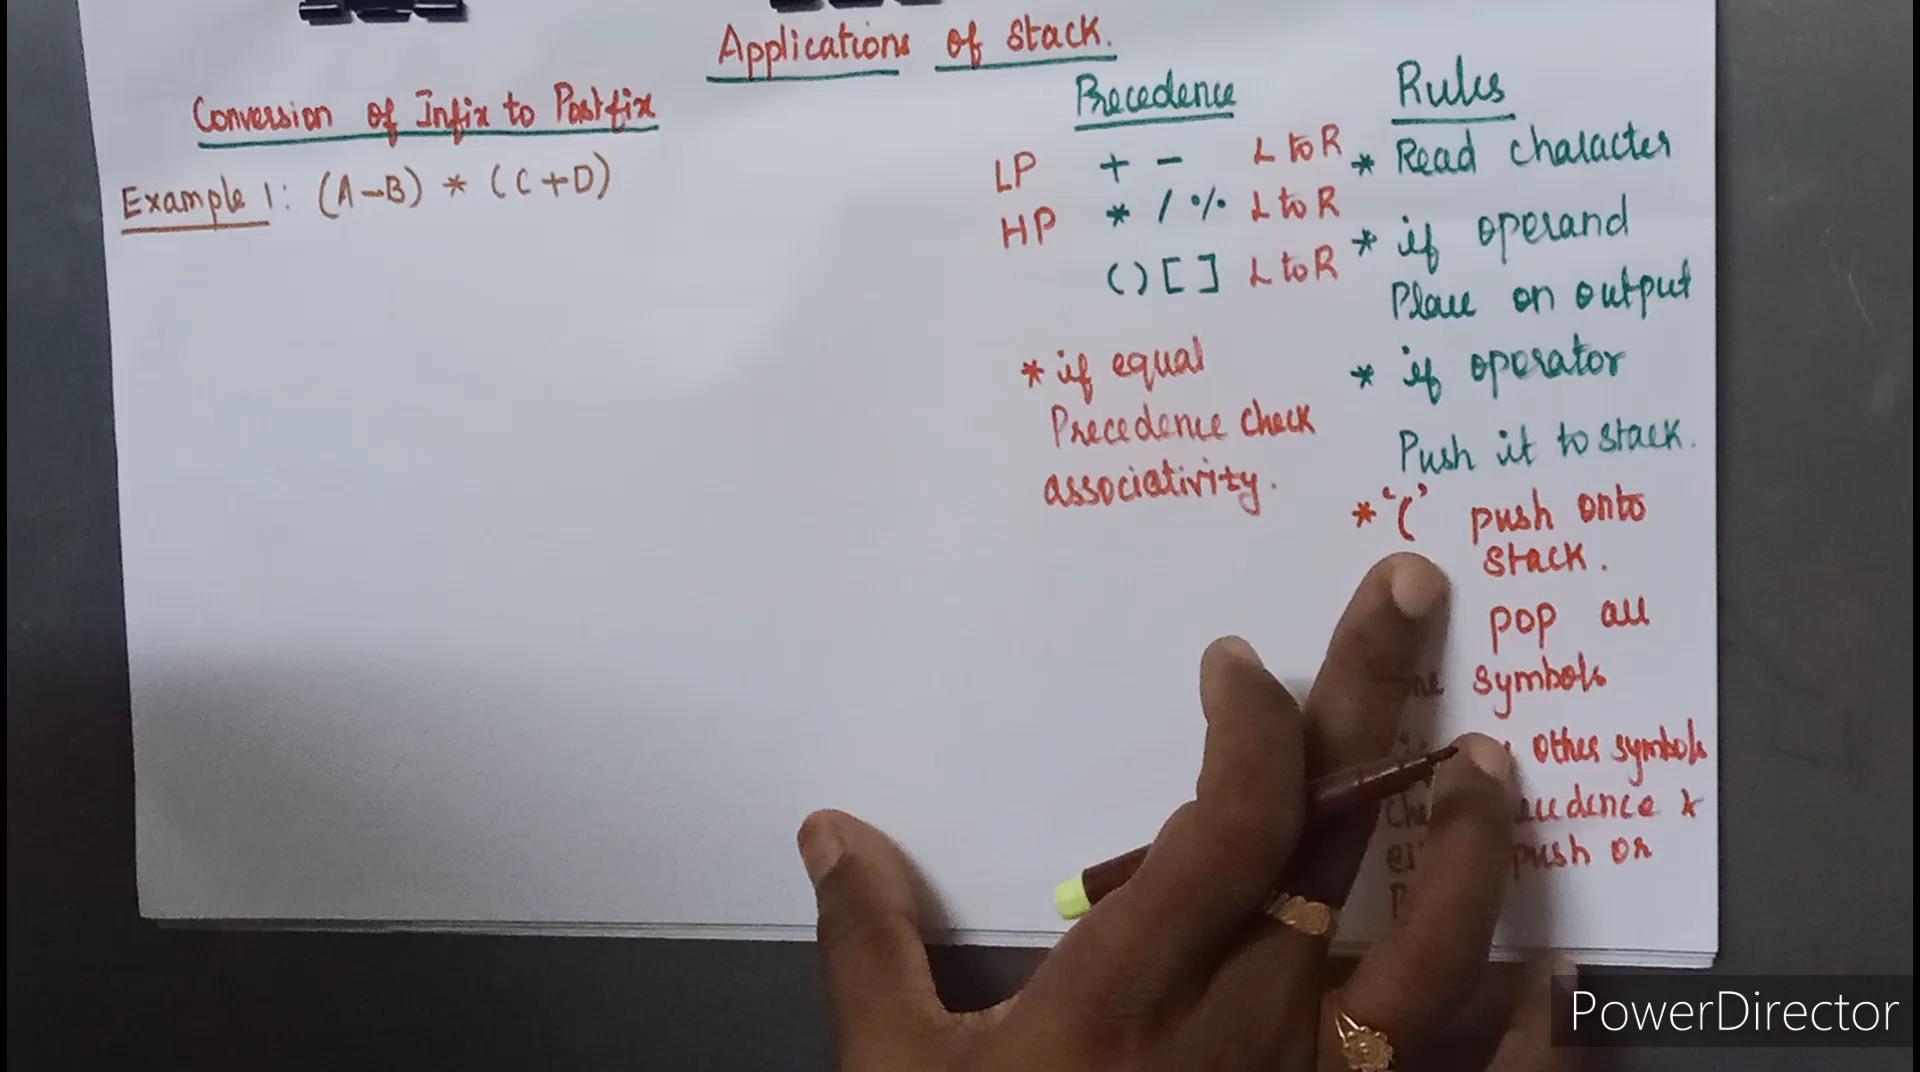 Applications of Stack.
Conversion of Infix to Postfix
Example 1: (A-B) * (C+D)
Precedence
LP + - L to R
HP * / % L to R
( ) [ ] L to R
* if equal
Precedence check
associativity.
Rules
* Read character
* if operand
Place on output
* if operator
Push it to stack.
* '(' push onto
stack.
pop all
symbols
other symbols
push or
PowerDirector